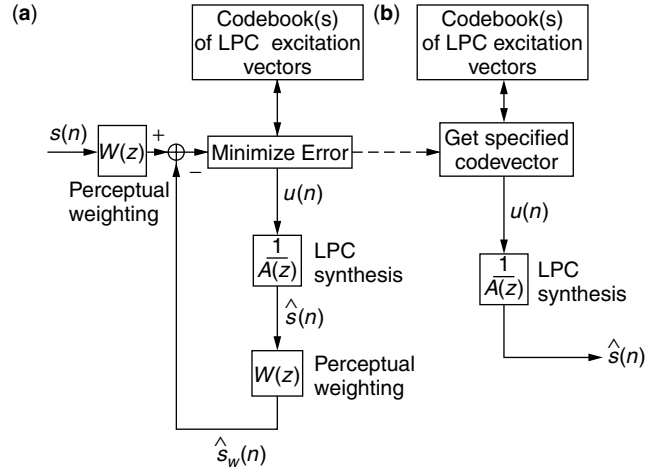 (a)
Codebook(s)
of LPC excitation
vectors
s(n)
W(z)
+
−
Perceptual
weighting
Minimize Error
u(n)
1
A(z)
LPC
synthesis
ŝ(n)
W(z)
Perceptual
weighting
ŝw(n)
(b)
Codebook(s)
of LPC excitation
vectors
Get specified
codevector
u(n)
1
A(z)
LPC
synthesis
ŝ(n)